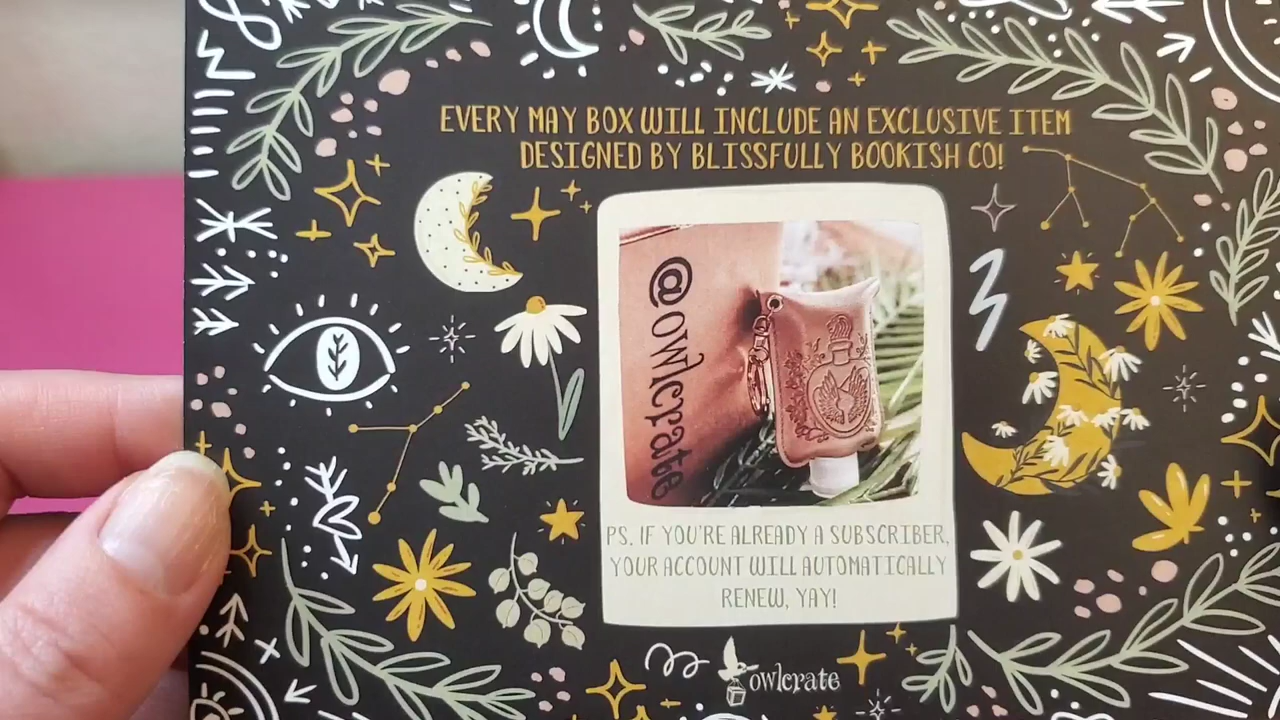 EVERY MAY BOX WILL INCLUDE AN EXCLUSIVE ITEM
DESIGNED BY BLISSFULLY BOOKISH CO!
@owlcrate
PS. IF YOU'RE ALREADY A SUBSCRIBER,
YOUR ACCOUNT WILL AUTOMATICALLY
RENEW, YAY!
owlcrate